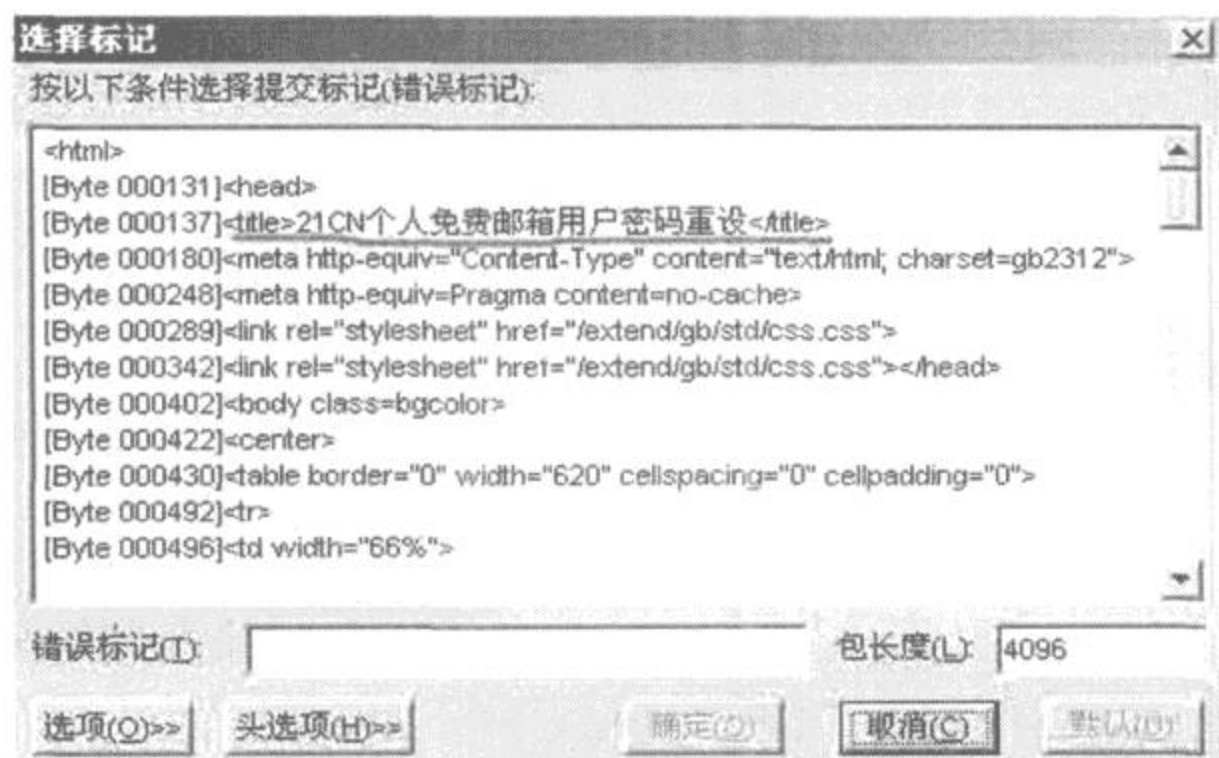 选择标记
按以下条件选择提交标记(错误标记):
<html>
[Byte 000131]<head>
[Byte 000137]<title>21CN个人免费邮箱用户密码重设</title>
[Byte 000180]<meta http-equiv="Content-Type" content="text/html; charset=gb2312">
[Byte 000248]<meta http-equiv=Pragma content=no-cache>
[Byte 000289]<link rel="stylesheet" href="/extend/gb/std/css.css">
[Byte 000342]<link rel="stylesheet" href="/extend/gb/std/css.css"></head>
[Byte 000402]<body class=bgcolor>
[Byte 000422]<center>
[Byte 000430]<table border="0" width="620" cellspacing="0" cellpadding="0">
[Byte 000492]<tr>
[Byte 000496]<td width="66%">
错误标记(T): 包长度(L): 4096
选项(O)>> 头选项(H)>> 确定(O) 取消(C) 默认(D)